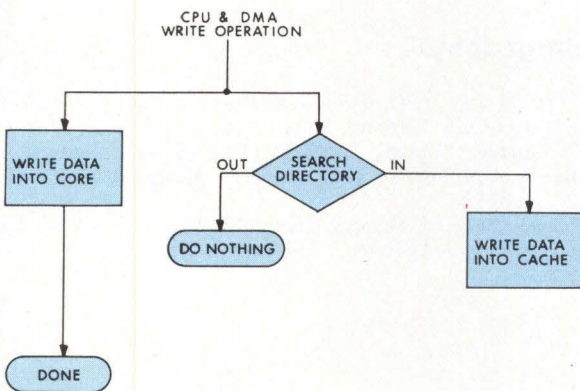 CPU & DMA
WRITE OPERATION
WRITE DATA
INTO CORE
OUT
SEARCH
DIRECTORY
IN
DO NOTHING
WRITE DATA
INTO CACHE
DONE